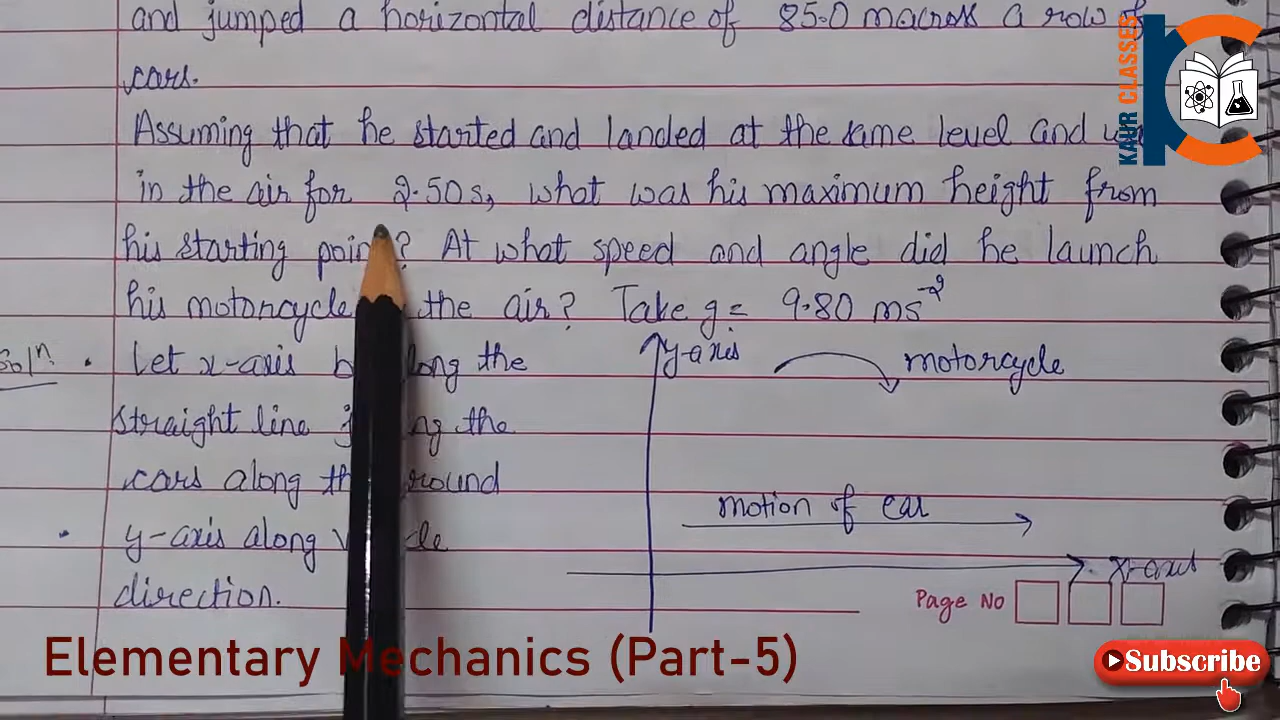 and jumped a horizontal distance of 85.0 m across a row of
cars.
Assuming that he started and landed at the same level and
in the air for 2.50 s, what was his maximum height from
his starting point? At what speed and angle did he launch
his motorcycle the air? Take g = 9.80 ms⁻²
Solⁿ. • Let x-axis along the
y-axis
motorcycle
straight line the
cars along ground
motion of car
• y-axis along
x-axis
direction.
Page No
Elementary Mechanics (Part-5)
KAUR CLASSES
Subscribe